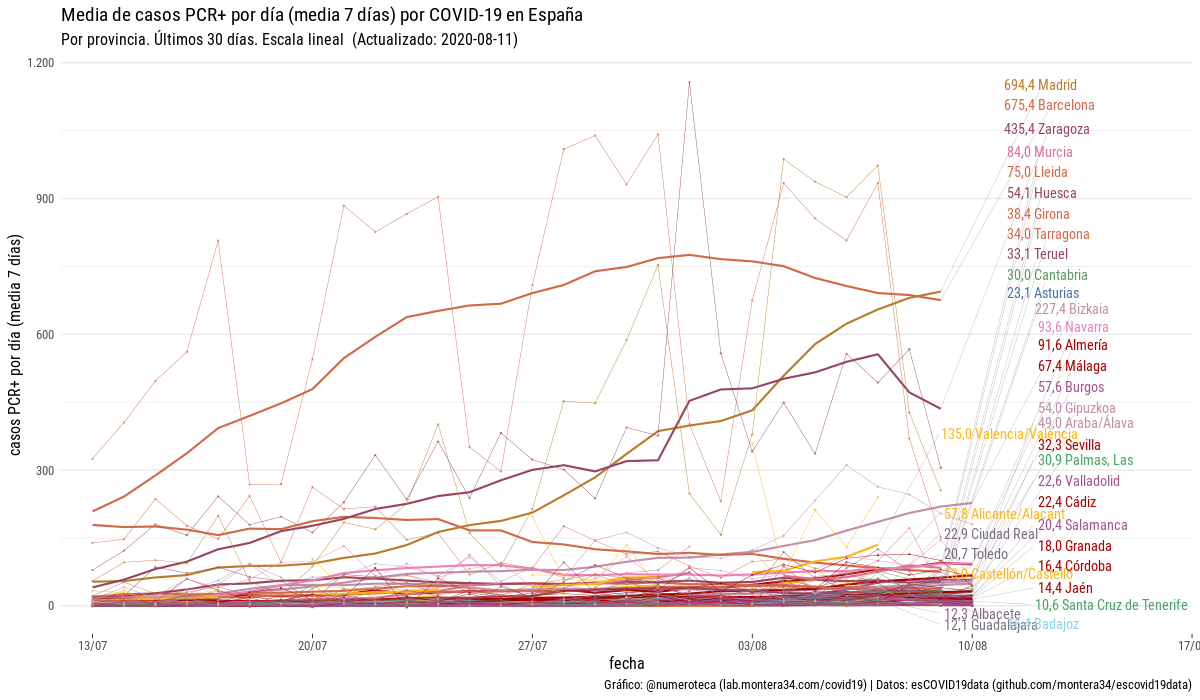 Media de casos PCR+ por día (media 7 días) por COVID-19 en España
Por provincia. Últimos 30 días. Escala lineal (Actualizado: 2020-08-11)
casos PCR+ por día (media 7 días)
1.200
900
600
300
0
694,4 Madrid
675,4 Barcelona
435,4 Zaragoza
84,0 Murcia
75,0 Lleida
54,1 Huesca
38,4 Girona
34,0 Tarragona
33,1 Teruel
30,0 Cantabria
23,1 Asturias
227,4 Bizkaia
93,6 Navarra
91,6 Almería
67,4 Málaga
57,6 Burgos
54,0 Gipuzkoa
49,0 Araba/Álava
135,0 Valencia/València
32,3 Sevilla
30,9 Palmas, Las
22,6 Valladolid
22,4 Cádiz
57,8 Alicante/Alacant
20,4 Salamanca
22,9 Ciudad Real
18,0 Granada
20,7 Toledo
16,4 Córdoba
Castellón/Castelló
14,4 Jaén
10,6 Santa Cruz de Tenerife
12,3 Albacete
12,1 Guadalajara
Badajoz
13/07
20/07
27/07
03/08
10/08
17/0
fecha
Gráfico: @numeroteca (lab.montera34.com/covid19) | Datos: esCOVID19data (github.com/montera34/escovid19data)